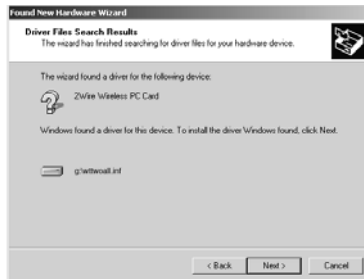 Found New Hardware Wizard
Driver Files Search Results
The wizard has finished searching for driver files for your hardware device.
The wizard found a driver for the following device:
2Wire Wireless PC Card
Windows found a driver for this device. To install the driver Windows found, click Next.
g:\wttwoall.inf
< Back
Next >
Cancel